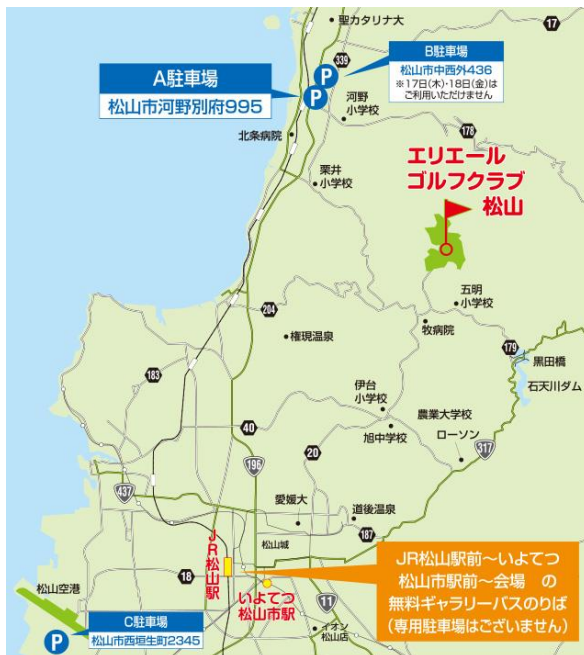 聖カタリナ大
17
B駐車場
松山市中西外436
※17日(木)・18日(金)は
ご利用いただけません
339
P
P
A駐車場
松山市河野別府995
河野
小学校
178
北条病院
粟井
小学校
エリエール
ゴルフクラブ
松山
五明
小学校
204
牧病院
権現温泉
179
黒田橋
石天川ダム
183
伊台
小学校
農業大学校
旭中学校
ローソン
40
20
317
196
437
愛媛大
道後温泉
187
松山城
JR松山駅
18
いよてつ
松山市駅
JR松山駅前～いよてつ
松山市駅前～会場 の
無料ギャラリーバスのりば
(専用駐車場はございません)
松山空港
11
イオン
松山店
P
C駐車場
松山市西垣生町2345